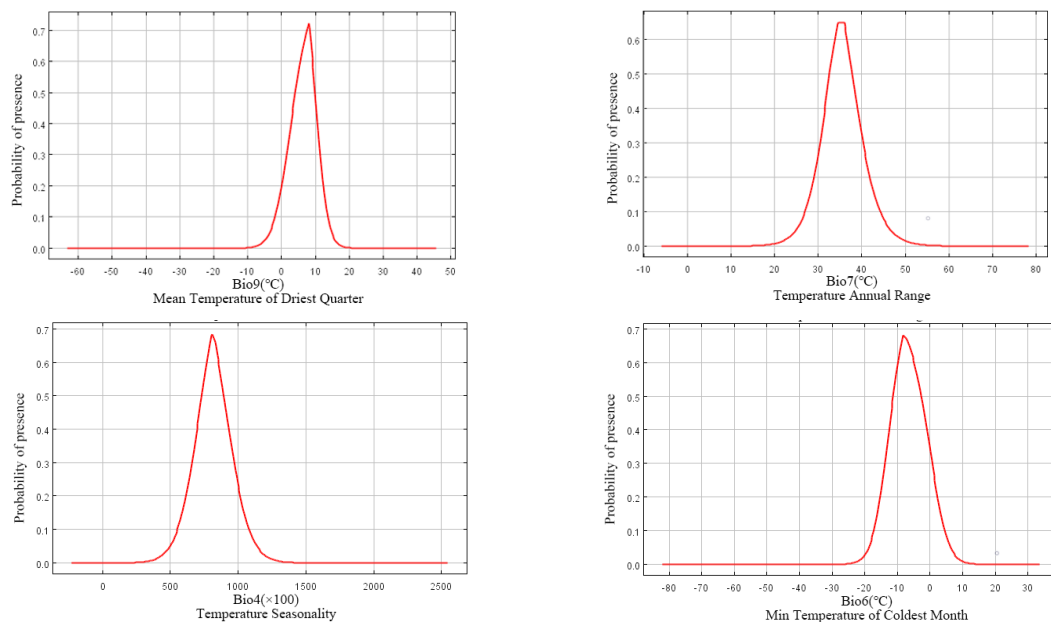 0.7
0.6
0.5
0.4
0.3
0.2
0.1
0.0
Probability of presence
-60 -50 -40 -30 -20 -10 0 10 20 30 40 50
Bio9(℃)
Mean Temperature of Driest Quarter
0.6
0.5
0.4
0.3
0.2
0.1
0.0
Probability of presence
-10 0 10 20 30 40 50 60 70 80
Bio7(℃)
Temperature Annual Range
0.7
0.6
0.5
0.4
0.3
0.2
0.1
0.0
Probability of presence
0 500 1000 1500 2000 2500
Bio4(×100)
Temperature Seasonality
0.7
0.6
0.5
0.4
0.3
0.2
0.1
0.0
Probability of presence
-80 -70 -60 -50 -40 -30 -20 -10 0 10 20 30
Bio6(℃)
Min Temperature of Coldest Month